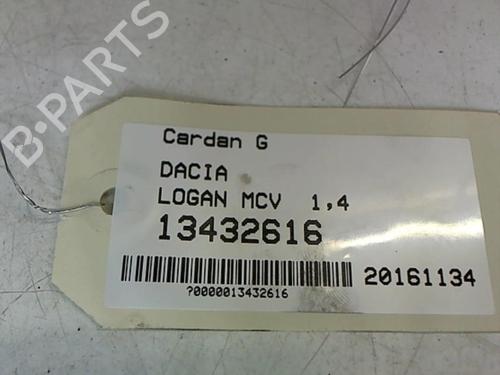 B-PARTS
Cardan G
DACIA
LOGAN MCV 1,4
13432616
20161134
?0000013432616